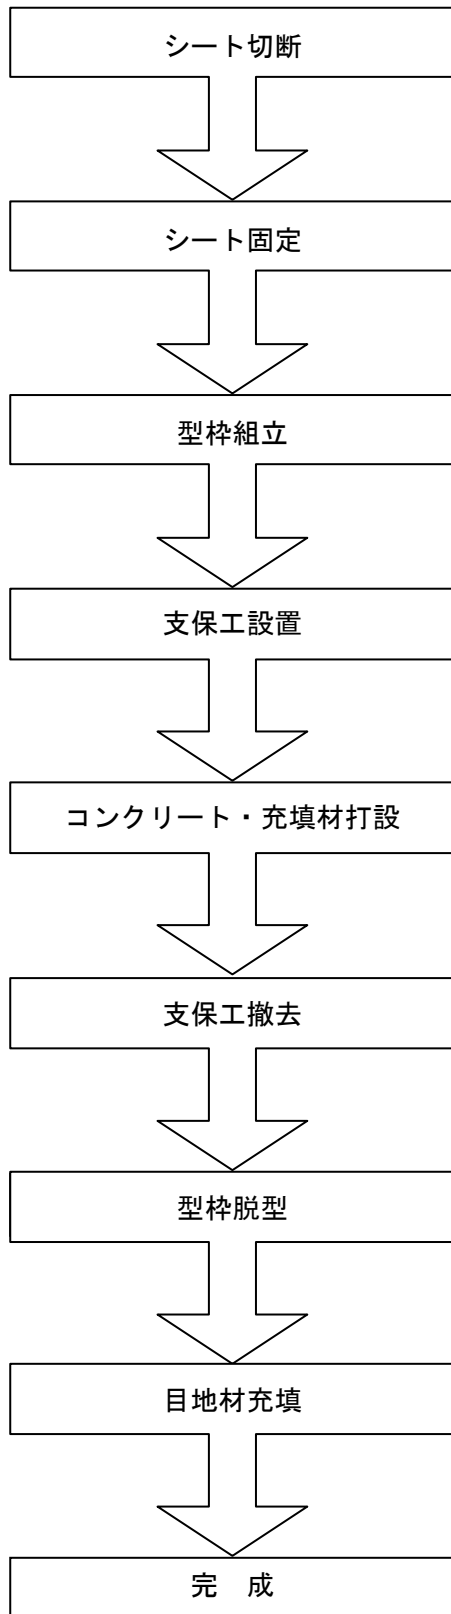 シート切断
シート固定
型枠組立
支保工設置
コンクリート・充填材打設
支保工撤去
型枠脱型
目地材充填
完　成